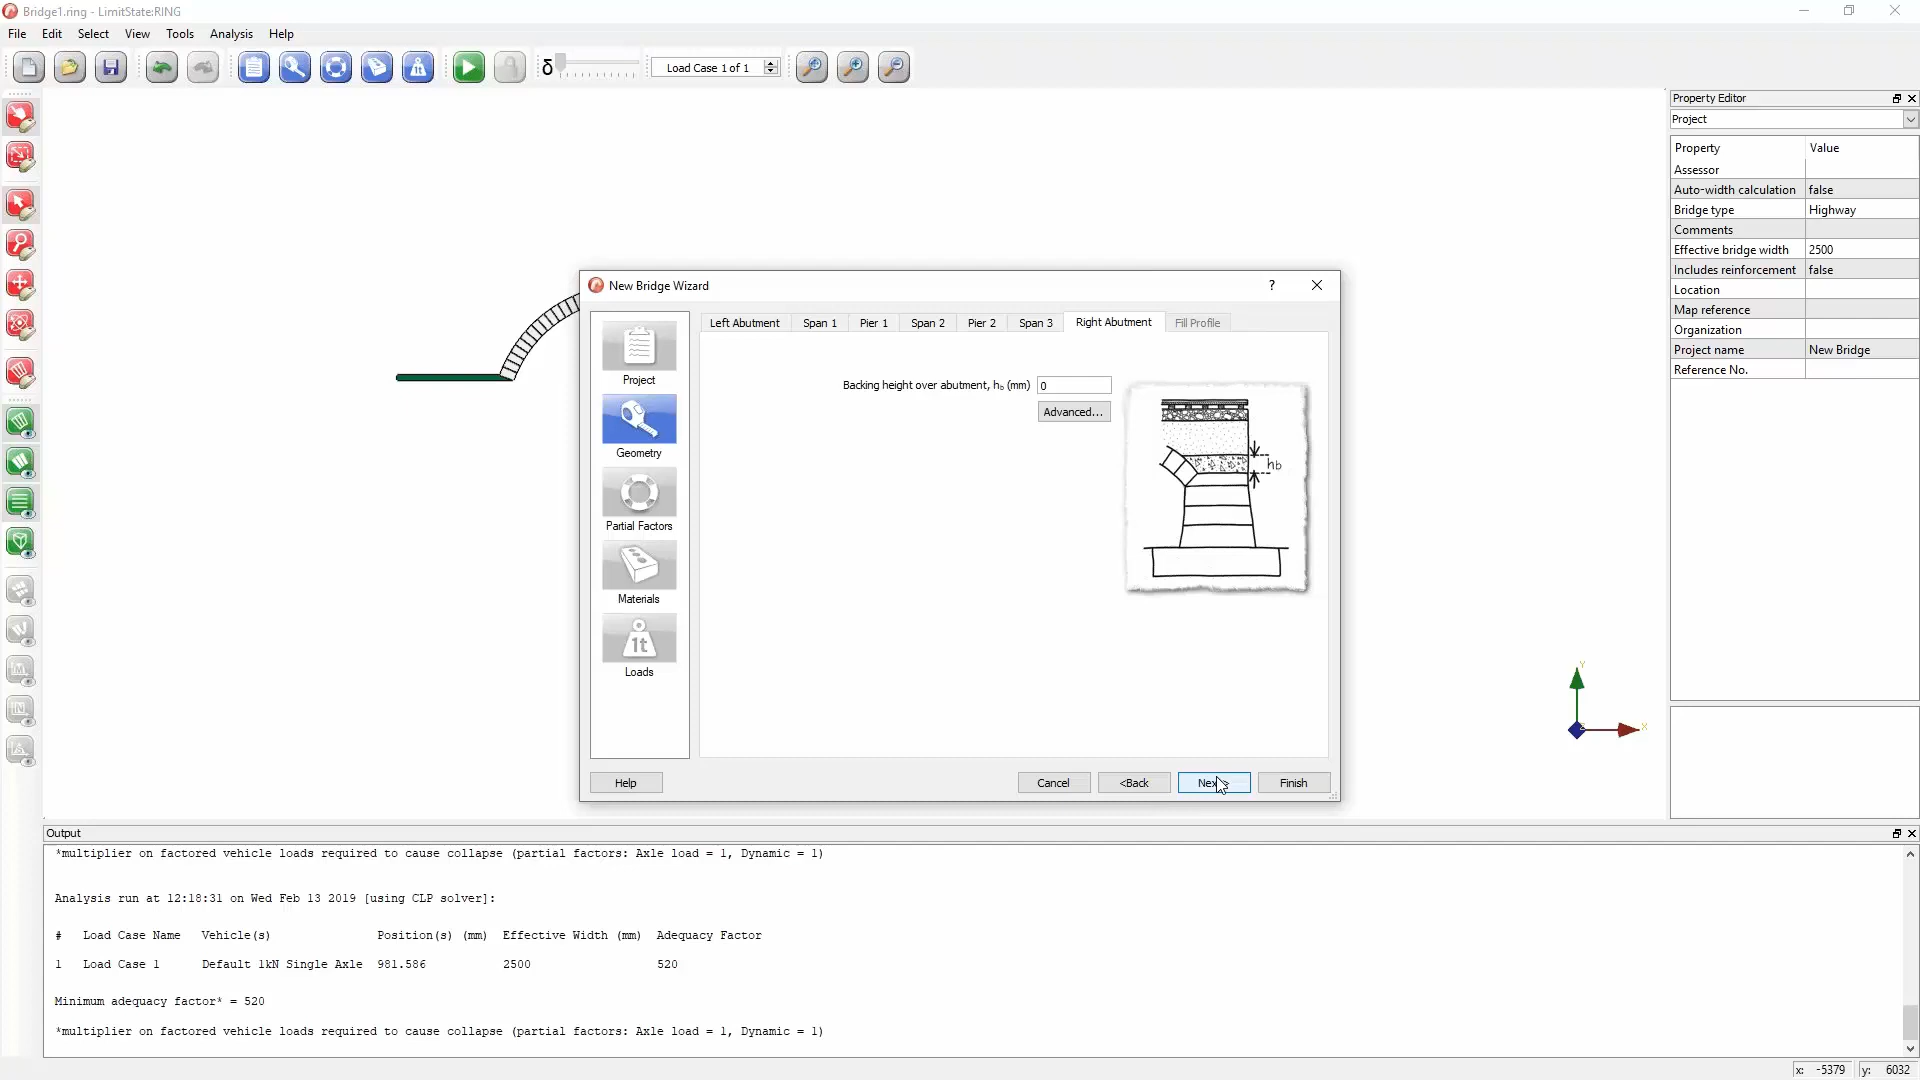 Bridge1.ring - LimitState:RING
File Edit Select View Tools Analysis Help
δ Load Case 1 of 1
Property Editor
Project
Property Value
Assessor
Auto-width calculation false
Bridge type Highway
Comments
Effective bridge width 2500
Includes reinforcement false
Location
Map reference
Organization
Project name New Bridge
Reference No.
New Bridge Wizard
?
Project
Geometry
Partial Factors
Materials
1t
Loads
Left Abutment Span 1 Pier 1 Span 2 Pier 2 Span 3 Right Abutment Fill Profile
Backing height over abutment, h_b (mm) 0
Advanced...
hb
Help Cancel <Back Finish
Y
X
Output
*multiplier on factored vehicle loads required to cause collapse (partial factors: Axle load = 1, Dynamic = 1)
Analysis run at 12:18:31 on Wed Feb 13 2019 [using CLP solver]:
# Load Case Name Vehicle(s) Position(s) (mm) Effective Width (mm) Adequacy Factor
1 Load Case 1 Default 1kN Single Axle 981.586 2500 520
Minimum adequacy factor* = 520
*multiplier on factored vehicle loads required to cause collapse (partial factors: Axle load = 1, Dynamic = 1)
x: -5379 y: 6032